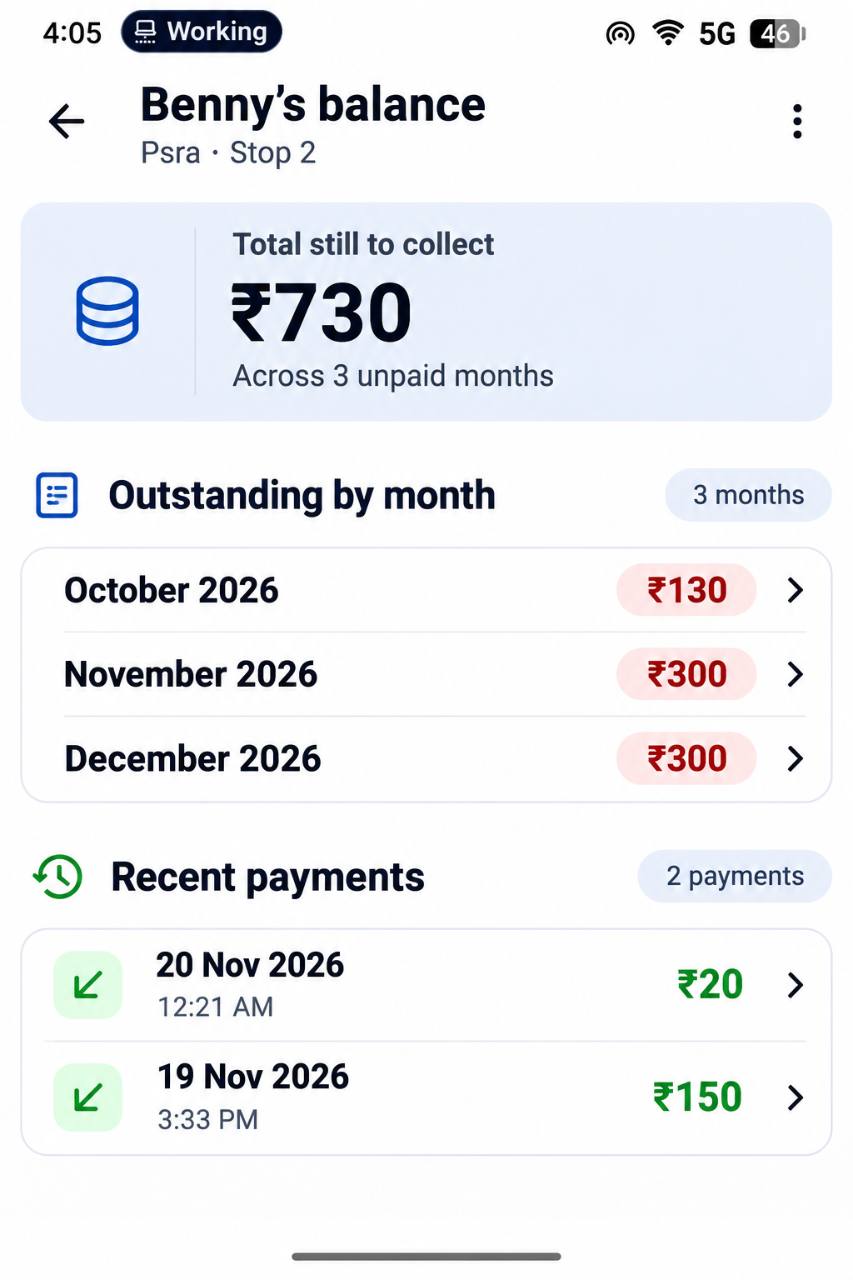 4:05 Working 5G 46
Benny’s balance
Psra · Stop 2
Total still to collect
₹730
Across 3 unpaid months
Outstanding by month 3 months
October 2026 ₹130
November 2026 ₹300
December 2026 ₹300
Recent payments 2 payments
20 Nov 2026 ₹20
12:21 AM
19 Nov 2026 ₹150
3:33 PM